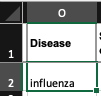 O
1 Disease
2 influenza